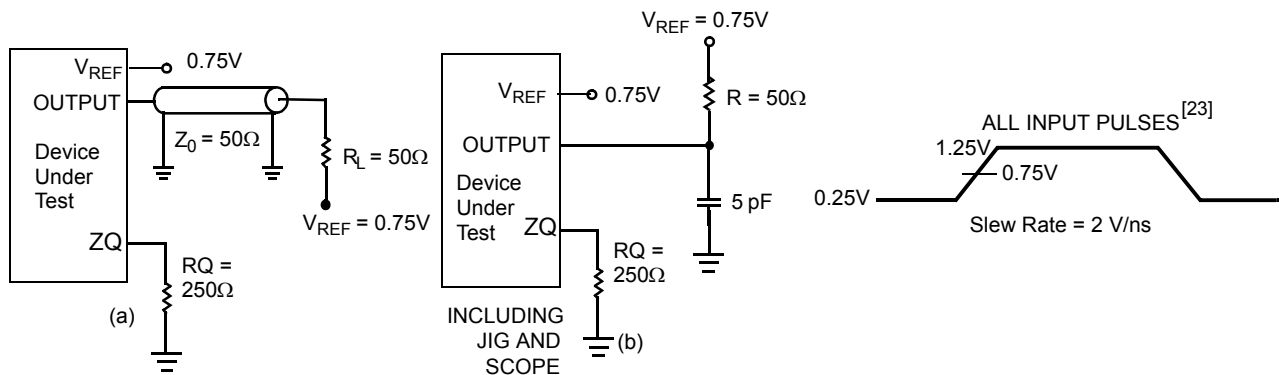 V_REF 0.75V
OUTPUT
Z_0 = 50Ω
Device
Under
Test
R_L = 50Ω
V_REF = 0.75V
ZQ
RQ =
250Ω
(a)
V_REF = 0.75V
V_REF 0.75V
R = 50Ω
OUTPUT
Device
Under
Test
5 pF
ZQ
RQ =
250Ω
INCLUDING
JIG AND
SCOPE
(b)
ALL INPUT PULSES[23]
1.25V
0.75V
0.25V
Slew Rate = 2 V/ns